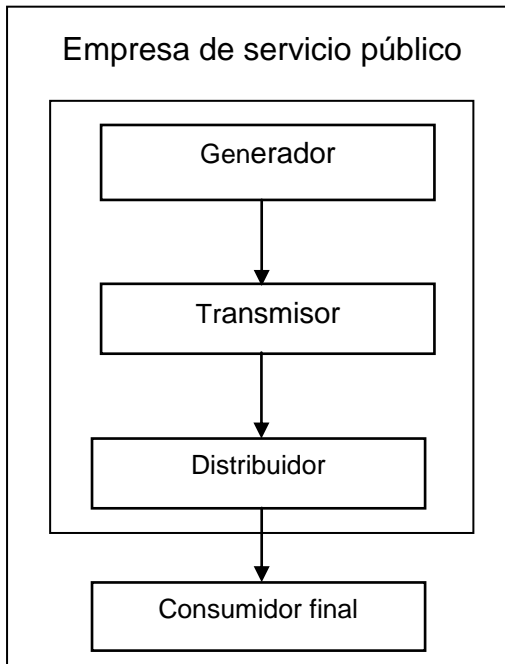 Empresa de servicio público
Generador
Transmisor
Distribuidor
Consumidor final